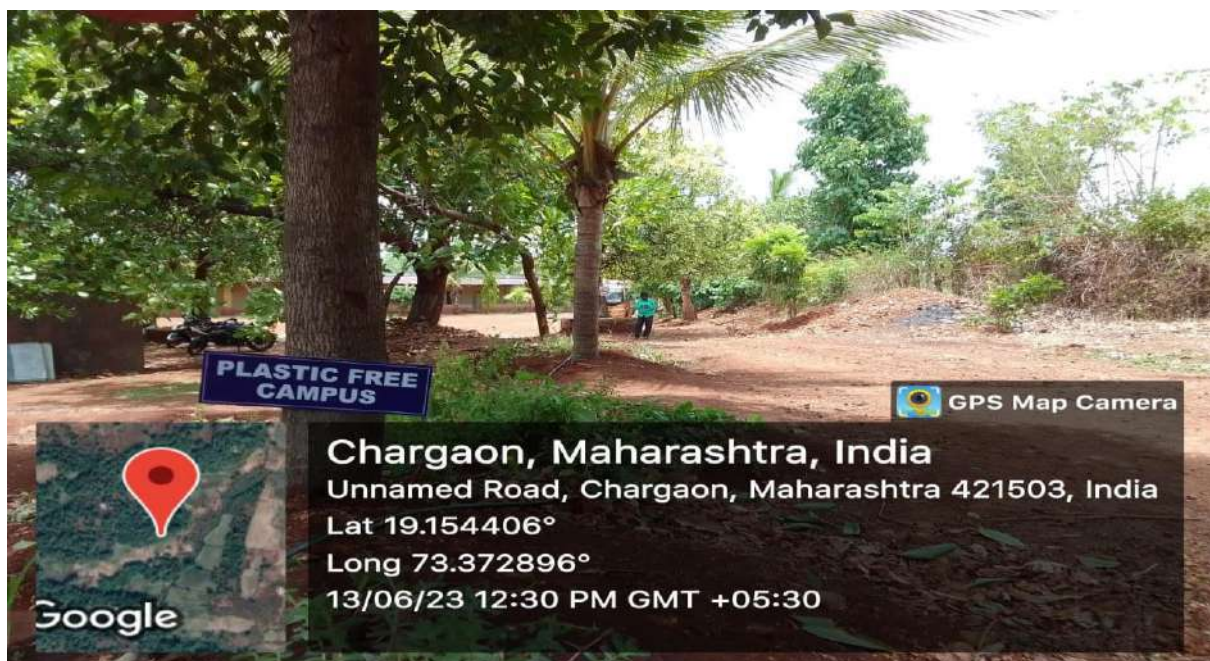 PLASTIC FREE
CAMPUS
GPS Map Camera
Chargaon, Maharashtra, India
Unnamed Road, Chargaon, Maharashtra 421503, India
Lat 19.154406°
Long 73.372896°
13/06/23 12:30 PM GMT +05:30
Google